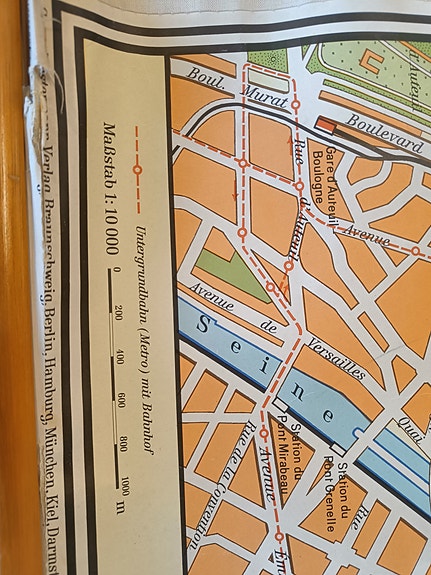 Boul. Murat
Boulevard
d'Auteuil
Rue d'Auteuil
Gare d'Auteuil
Boulogne
Avenue
Avenue de Versailles
Seine
Quai
Station du
Pont Mirabeau
Station du
Pont Grenelle
Rue de la Convention
Avenue Em
Rue
Untergrundbahn (Metro) mit Bahnhof
Maßstab 1:10 000
0 200 400 600 800 1000 m
Verlag Braunschweig, Berlin, Hamburg, München, Kiel, Darmst